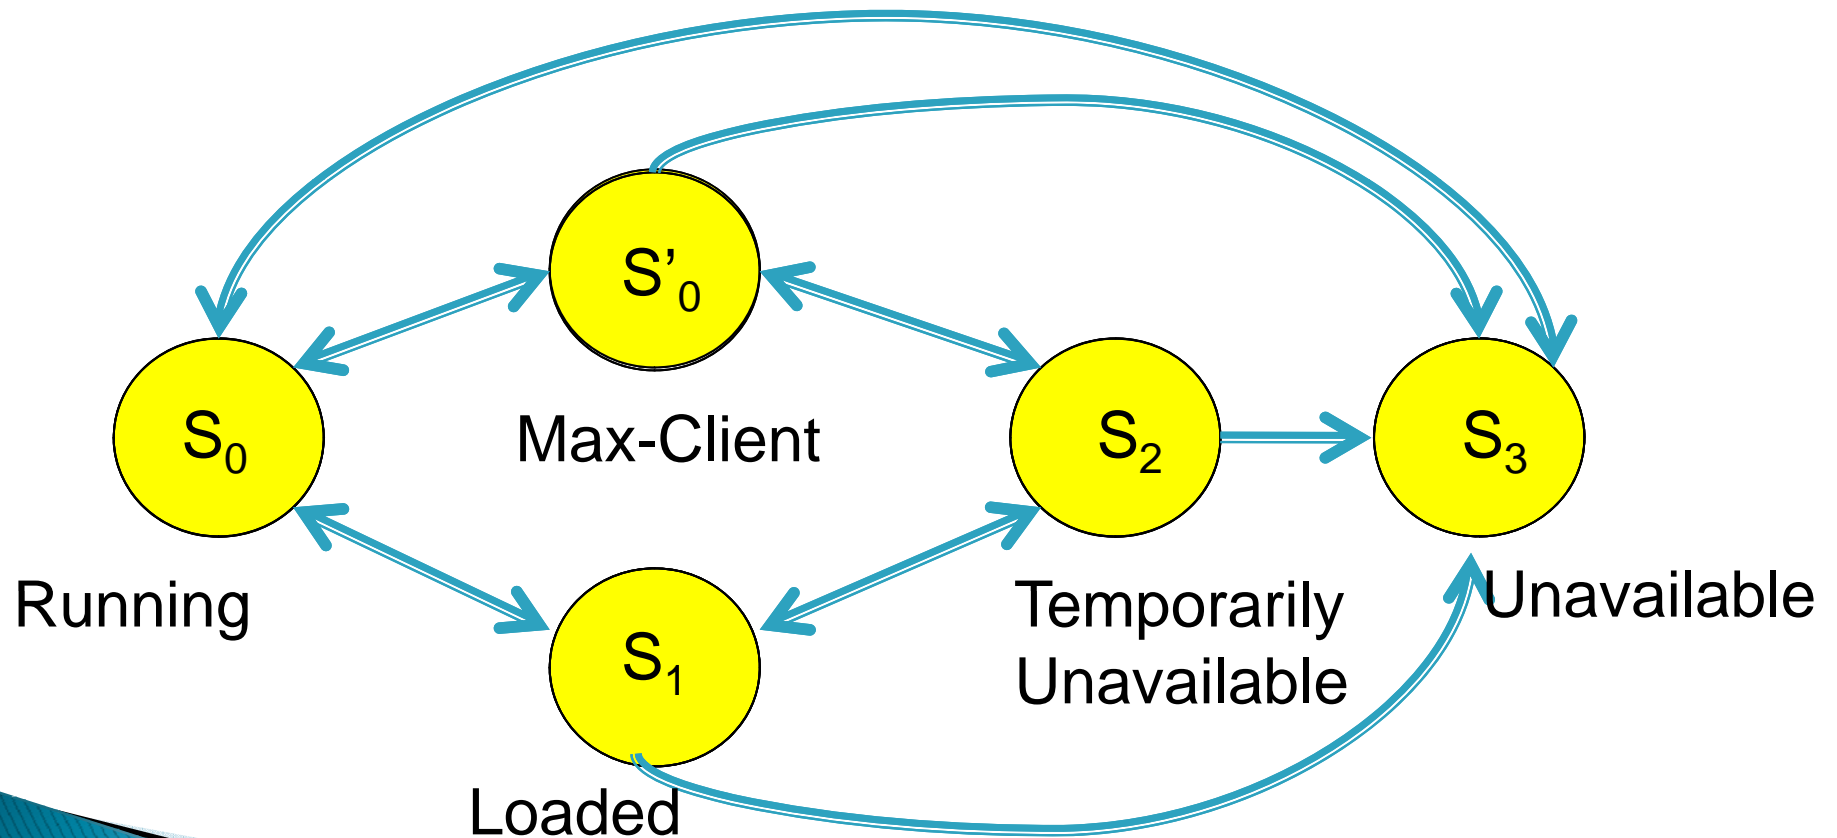 S’0
S0
Max-Client
S2
S3
Running
S1
Temporarily
Unavailable
Unavailable
Loaded